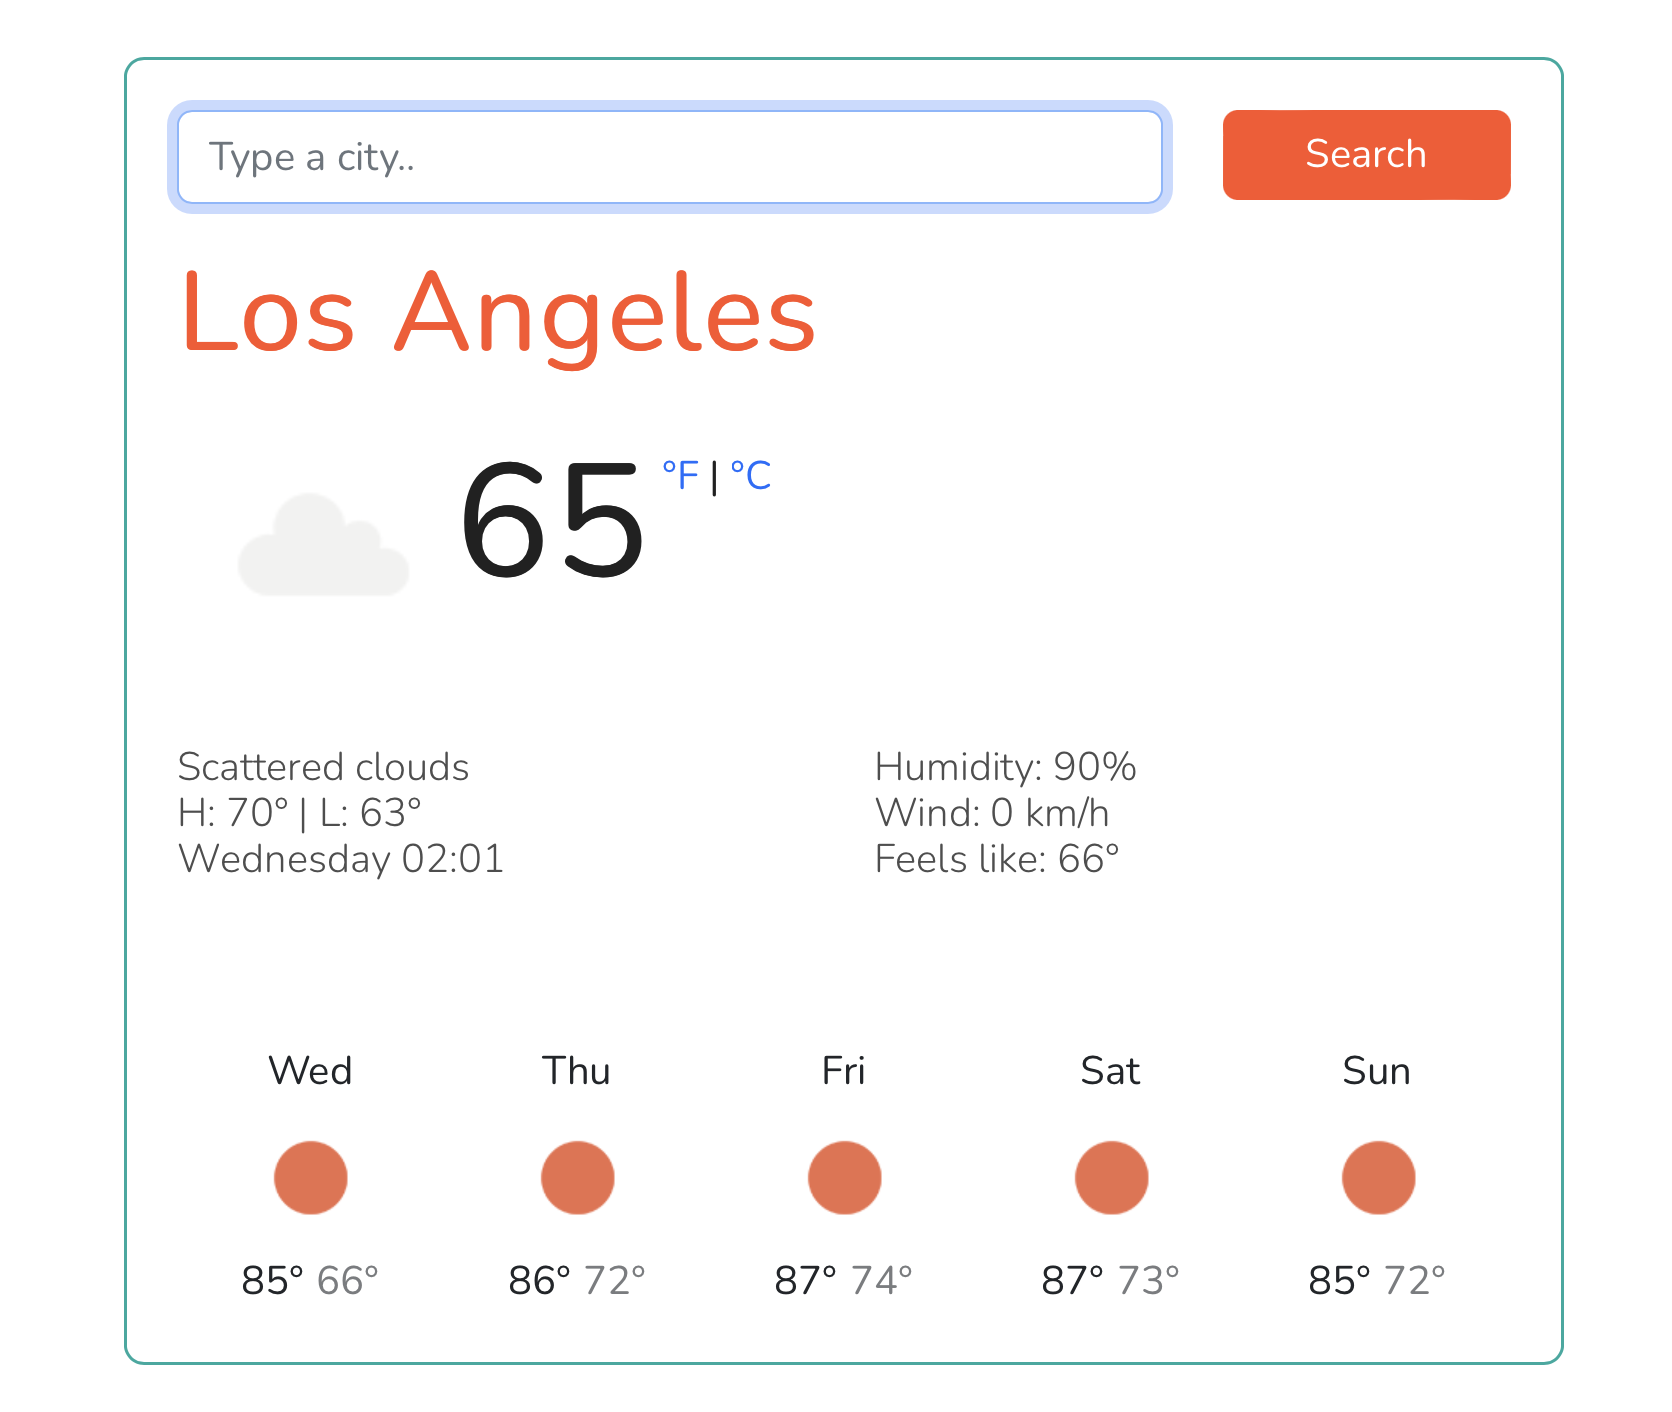 Type a city..
Search
Los Angeles
65 °F | °C
Scattered clouds
H: 70° | L: 63°
Wednesday 02:01
Humidity: 90%
Wind: 0 km/h
Feels like: 66°
Wed Thu Fri Sat Sun
85° 66° 86° 72° 87° 74° 87° 73° 85° 72°